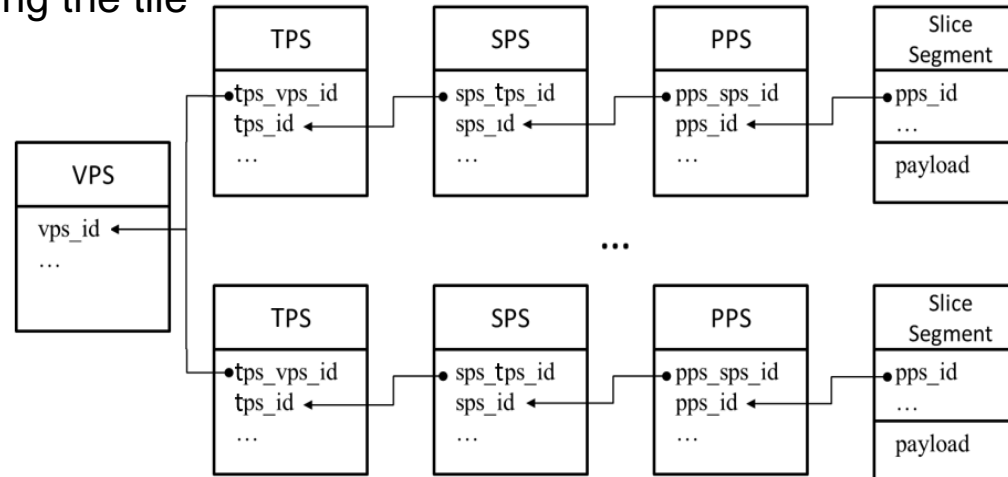 ng the tile
TPS
tps_vps_id
tps_id
...
SPS
sps_tps_id
sps_id
...
PPS
pps_sps_id
pps_id
...
Slice
Segment
pps_id
...
payload
VPS
vps_id
...
...
TPS
tps_vps_id
tps_id
...
SPS
sps_tps_id
sps_id
...
PPS
pps_sps_id
pps_id
...
Slice
Segment
pps_id
...
payload